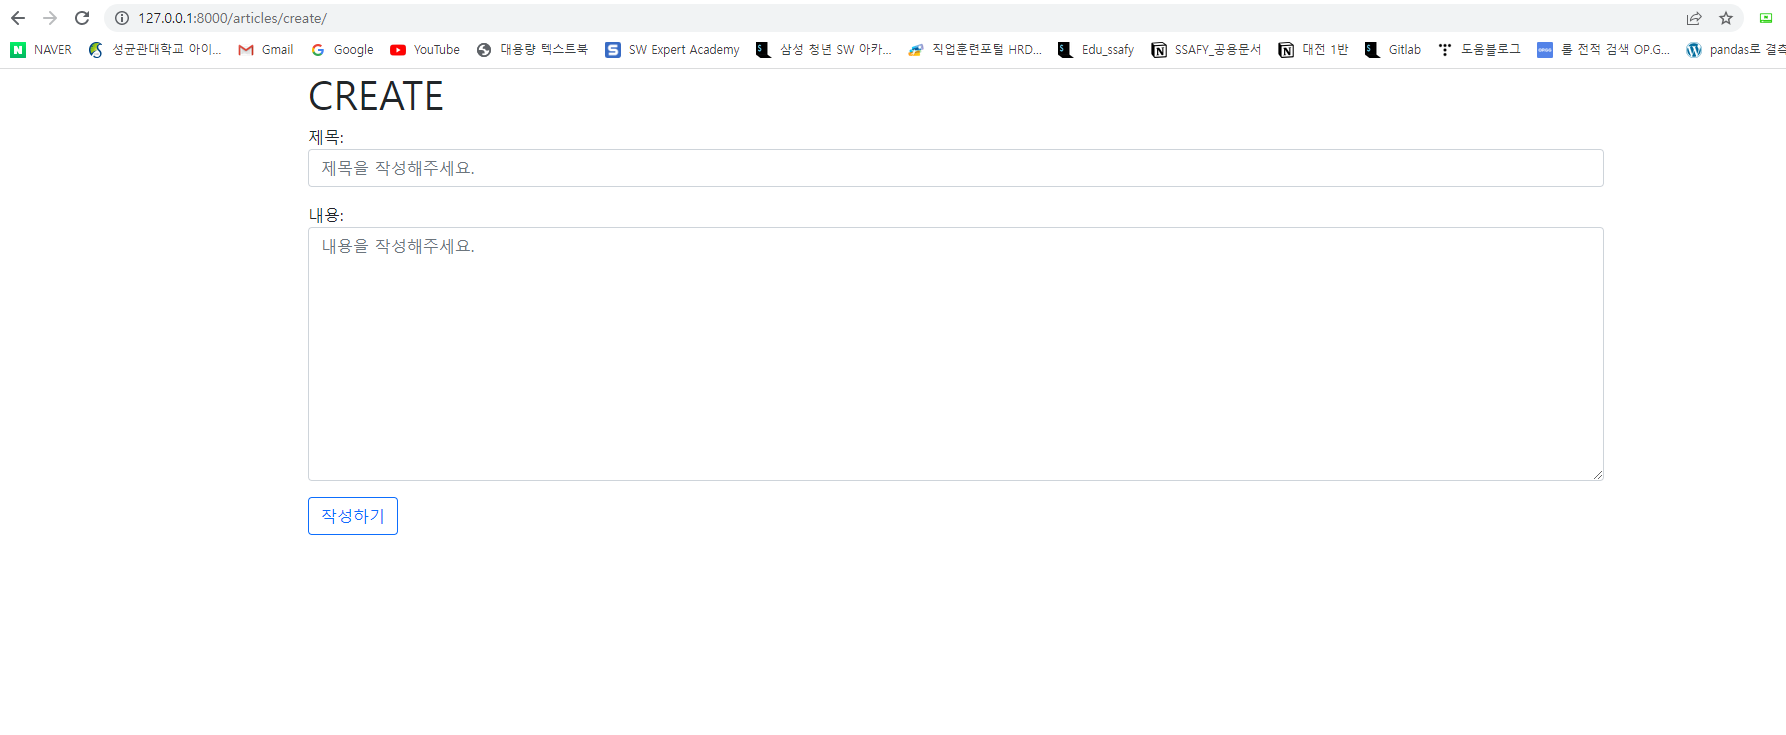 127.0.0.1:8000/articles/create/
NAVER 성균관대학교 아이... Gmail Google YouTube 대용량 텍스트북 SW Expert Academy 삼성 청년 SW 아카... 직업훈련포털 HRD... Edu_ssafy SSAFY_공용문서 대전 1반 Gitlab 도움블로그 롤 전적 검색 OP.G... pandas로 결측
CREATE
제목:
제목을 작성해주세요.
내용:
내용을 작성해주세요.
작성하기